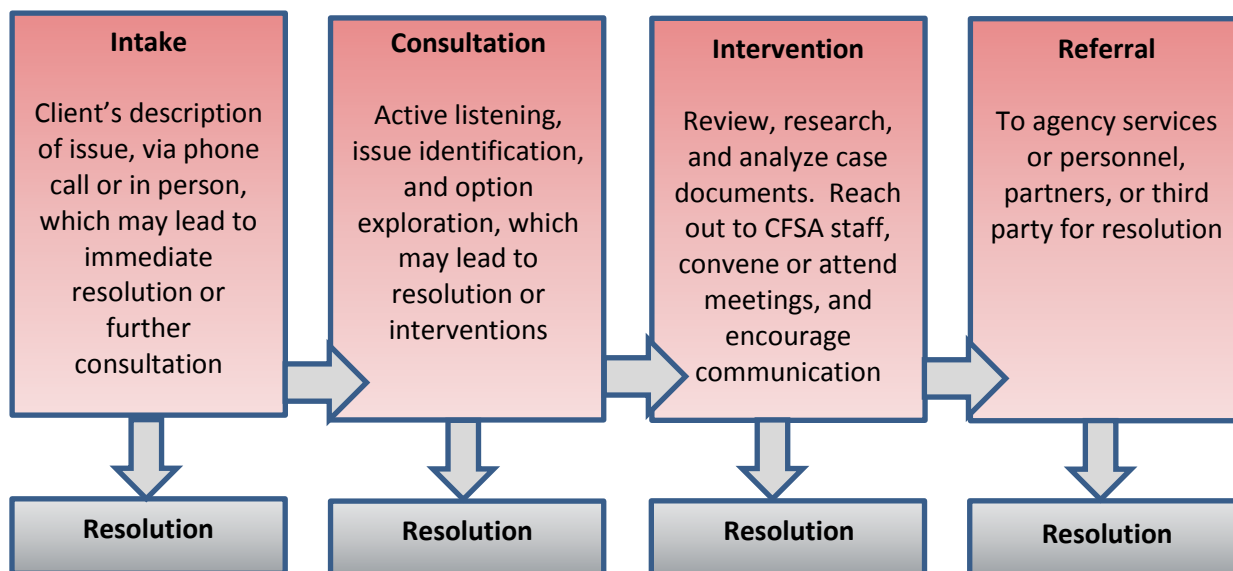 Intake
Client’s description
of issue, via phone
call or in person,
which may lead to
immediate
resolution or
further
consultation
Consultation
Active listening,
issue identification,
and option
exploration, which
may lead to
resolution or
interventions
Intervention
Review, research,
and analyze case
documents.  Reach
out to CFSA staff,
convene or attend
meetings, and
encourage
communication
Referral
To agency services
or personnel,
partners, or third
party for resolution
Resolution
Resolution
Resolution
Resolution